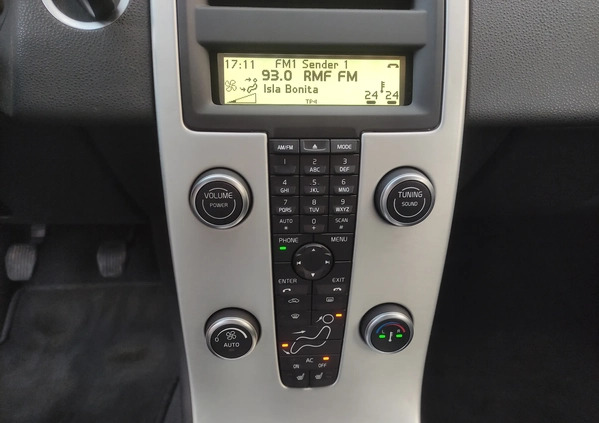 17:11 FM1 Sender 1
93.0 RMF FM
Isla Bonita
24 24
TP4
AM/FM MODE
1 2 ABC 3 DEF
4 GHI 5 JKL 6 MNO
7 PQRS 8 TUV 9 WXYZ
AUTO * 0 + SCAN #
VOLUME
POWER
TUNING
SOUND
PHONE MENU
ENTER EXIT
AUTO
AC
ON OFF